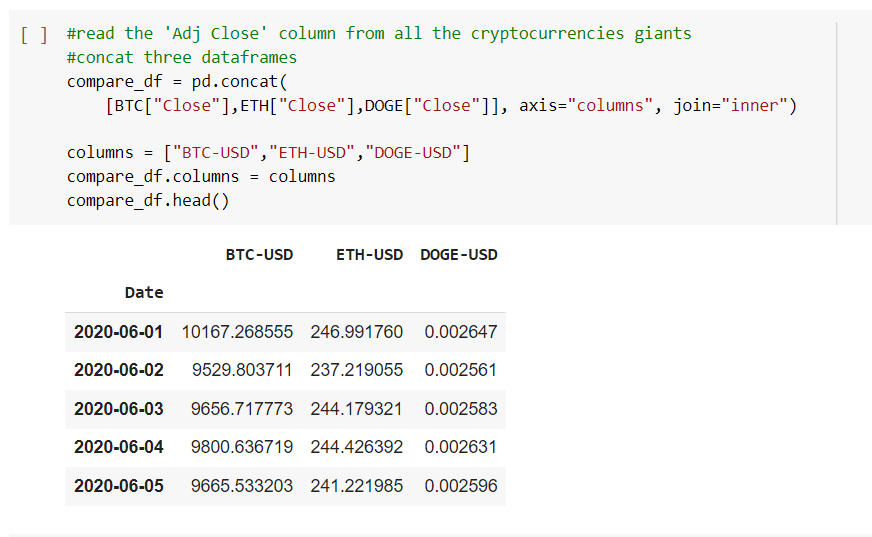 [ ] #read the 'Adj Close' column from all the cryptocurrencies giants
#concat three dataframes
compare_df = pd.concat(
    [BTC["Close"],ETH["Close"],DOGE["Close"]], axis="columns", join="inner")
columns = ["BTC-USD","ETH-USD","DOGE-USD"]
compare_df.columns = columns
compare_df.head()
BTC-USD ETH-USD DOGE-USD
Date
2020-06-01 10167.268555 246.991760 0.002647
2020-06-02 9529.803711 237.219055 0.002561
2020-06-03 9656.717773 244.179321 0.002583
2020-06-04 9800.636719 244.426392 0.002631
2020-06-05 9665.533203 241.221985 0.002596